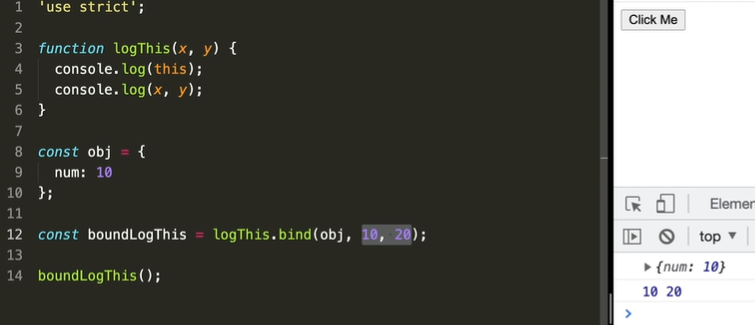 1 'use strict';
2
3 function logThis(x, y) {
4 console.log(this);
5 console.log(x, y);
6 }
7
8 const obj = {
9 num: 10
10 };
11
12 const boundLogThis = logThis.bind(obj, 10, 20);
13
14 boundLogThis();
Click Me
Elemen
top ▼
▶ {num: 10}
10 20
>